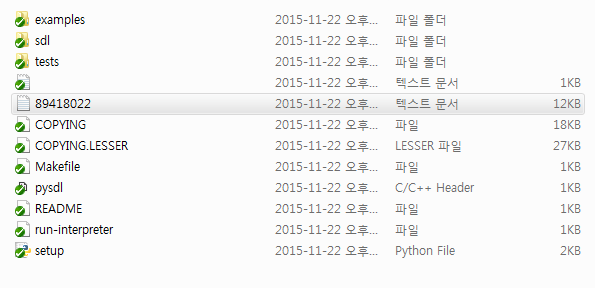 examples 2015-11-22 오후... 파일 폴더
sdl 2015-11-22 오후... 파일 폴더
tests 2015-11-22 오후... 파일 폴더
2015-11-22 오후... 텍스트 문서 1KB
89418022 2015-11-22 오후... 텍스트 문서 12KB
COPYING 2015-11-22 오후... 파일 18KB
COPYING.LESSER 2015-11-22 오후... LESSER 파일 27KB
Makefile 2015-11-22 오후... 파일 1KB
pysdl 2015-11-22 오후... C/C++ Header 1KB
README 2015-11-22 오후... 파일 1KB
run-interpreter 2015-11-22 오후... 파일 1KB
setup 2015-11-22 오후... Python File 2KB